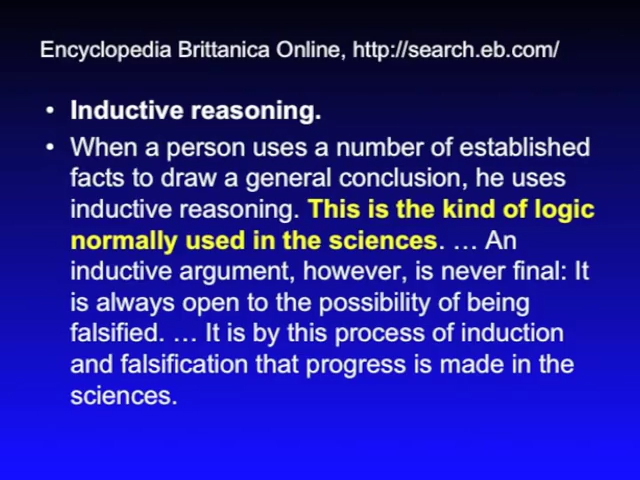 Encyclopedia Brittanica Online, http://search.eb.com/
• Inductive reasoning.
• When a person uses a number of established
facts to draw a general conclusion, he uses
inductive reasoning. This is the kind of logic
normally used in the sciences. … An
inductive argument, however, is never final: It
is always open to the possibility of being
falsified. … It is by this process of induction
and falsification that progress is made in the
sciences.